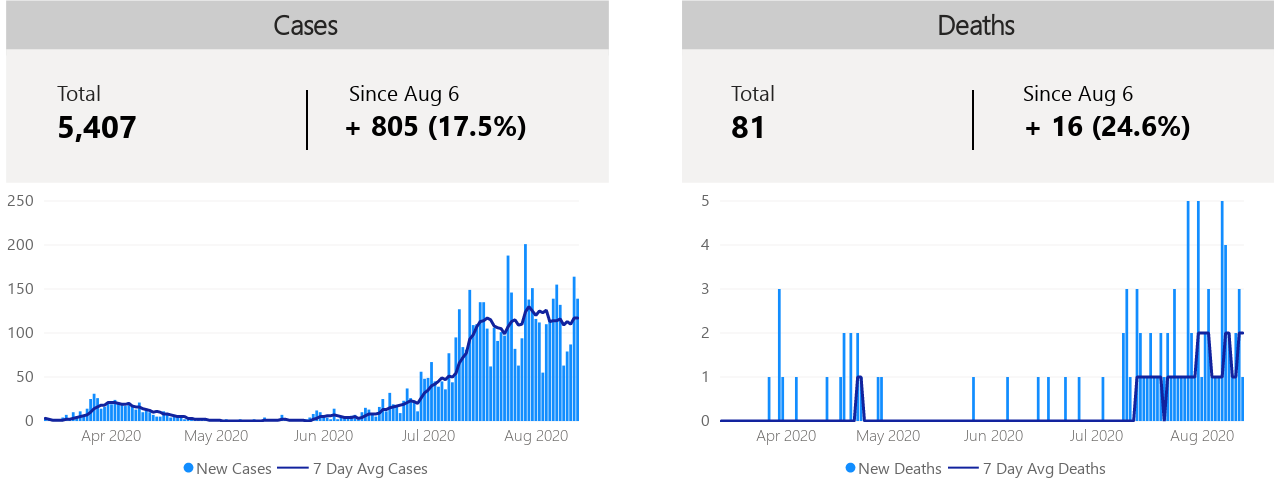 Cases
Total
5,407
Since Aug 6
+ 805 (17.5%)
250
200
150
100
50
0
Apr 2020 May 2020 Jun 2020 Jul 2020 Aug 2020
New Cases 7 Day Avg Cases
Deaths
Total
81
Since Aug 6
+ 16 (24.6%)
5
4
3
2
1
0
Apr 2020 May 2020 Jun 2020 Jul 2020 Aug 2020
New Deaths 7 Day Avg Deaths